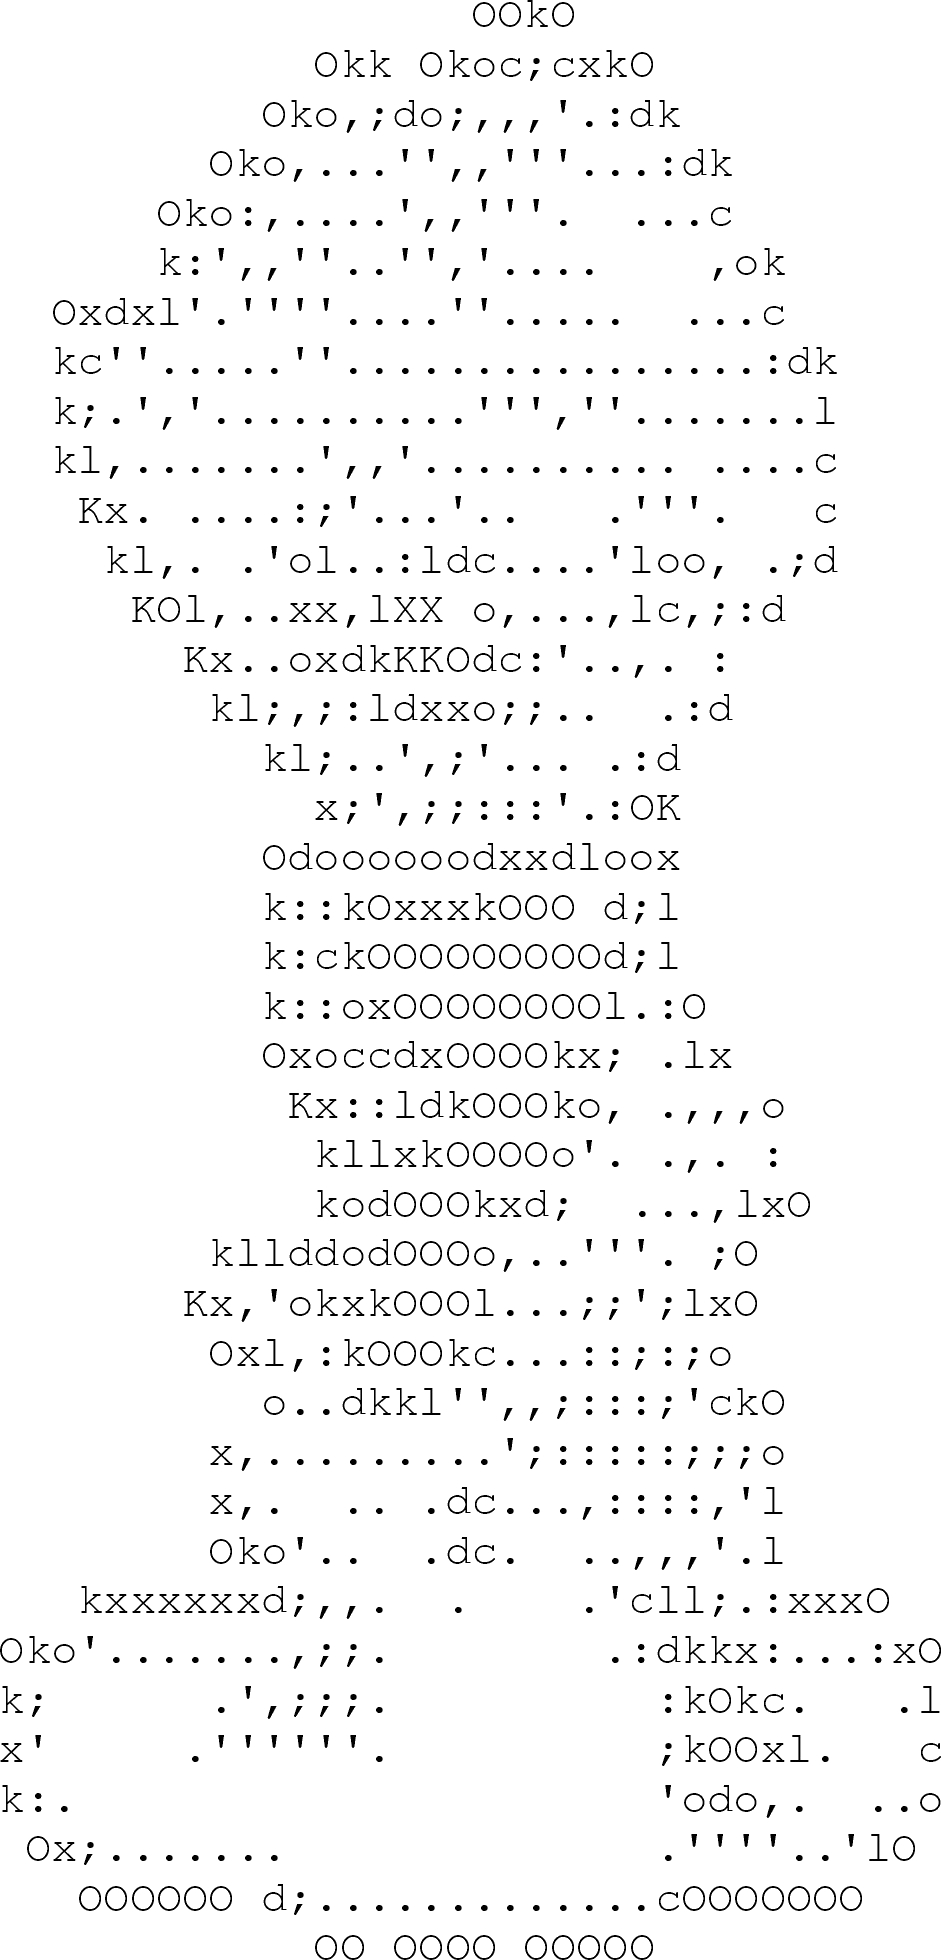 OOkO
Okk Okoc;cxkO
Oko,;do;,,,'.:dk
Oko,...'',,'''...:dk
Oko:,....',,'''.  ...c
k:',,''..'','....    ,ok
Oxdxl'.''''....''.....  ...c
kc''.....''................:dk
k;.','..........''',''.......l
kl,.......',,'.......... ....c
Kx. ....:;'...'..   .'''.   c
kl,. .'ol..:ldc....'loo, .;d
KOl,..xx,lXX o,...,lc,;:d
Kx..oxdkKKOdc:'..,. :
kl;,;:ldxxo;;..  .:d
kl;..',;'... .:d
x;',;;:::'.:OK
Odoooooodxxdloox
k::kOxxxkOOO d;l
k:ckOOOOOOOOOd;l
k::oxOOOOOOOOl.:O
OxoccdxOOOOkx; .lx
Kx::ldkOOOko, .,,,o
kllxkOOOOo'. .,. :
kodOOOkxd;  ...,lxO
kllddodOOOo,..'''. ;O
Kx,'okxkOOOl...;;';lxO
Oxl,:kOOOkc...::;:;o
o..dkkl'',,;:::;'ckO
x,.........';:::::;;;o
x,.  .. .dc...,::::,'l
Oko'..  .dc.  ..,,,'.l
kxxxxxxd;,,.  .    .'cll;.:xxxO
Oko'.......,;;.        .:dkkx:...:xO
k;      .',;;;.          :kOkc.   .l
x'     .''''''.          ;kOOxl.   c
k:.                      'odo,.  ..o
Ox;.......              .''''..'lO
OOOOOO d;.............cOOOOOOO
OO OOOO OOOOO